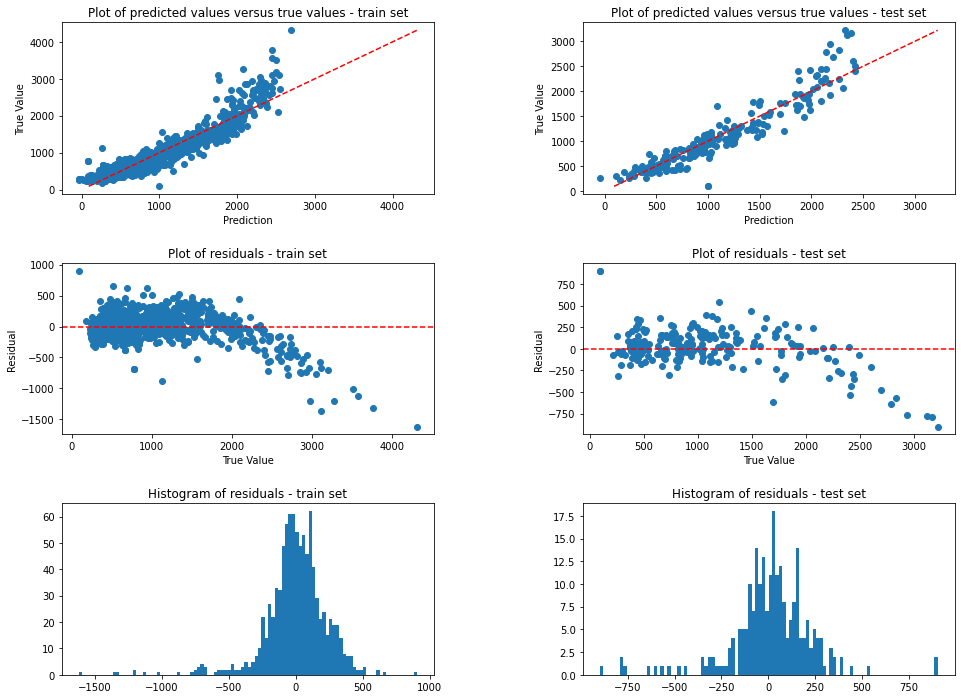 Plot of predicted values versus true values - train set
4000
3000
2000
1000
0
True Value
0 1000 2000 3000 4000
Prediction
Plot of predicted values versus true values - test set
3000
2500
2000
1500
1000
500
0
True Value
0 500 1000 1500 2000 2500 3000
Prediction
Plot of residuals - train set
1000
500
0
−500
−1000
−1500
Residual
0 1000 2000 3000 4000
True Value
Plot of residuals - test set
750
500
250
0
−250
−500
−750
Residual
0 500 1000 1500 2000 2500 3000
True Value
Histogram of residuals - train set
60
50
40
30
20
10
0
−1500 −1000 −500 0 500 1000
Histogram of residuals - test set
17.5
15.0
12.5
10.0
7.5
5.0
2.5
0.0
−750 −500 −250 0 250 500 750